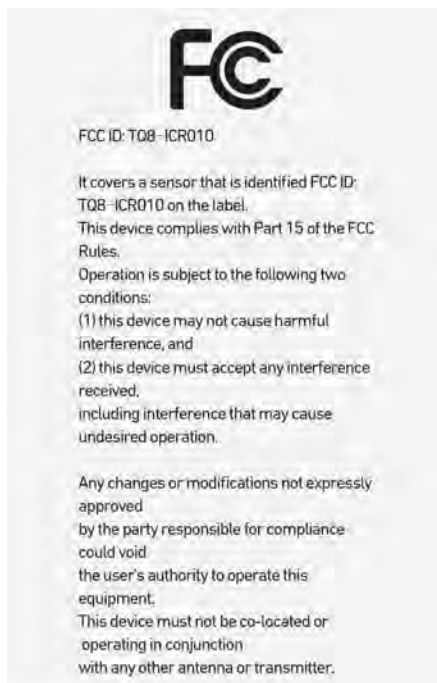 FC
FCC ID: TQ8-ICR010
It covers a sensor that is identified FCC ID:
TQ8-ICR010 on the label.
This device complies with Part 15 of the FCC
Rules.
Operation is subject to the following two
conditions:
(1) this device may not cause harmful
interference, and
(2) this device must accept any interference
received,
including interference that may cause
undesired operation.
Any changes or modifications not expressly
approved
by the party responsible for compliance
could void
the user's authority to operate this
equipment.
This device must not be co-located or
operating in conjunction
with any other antenna or transmitter.